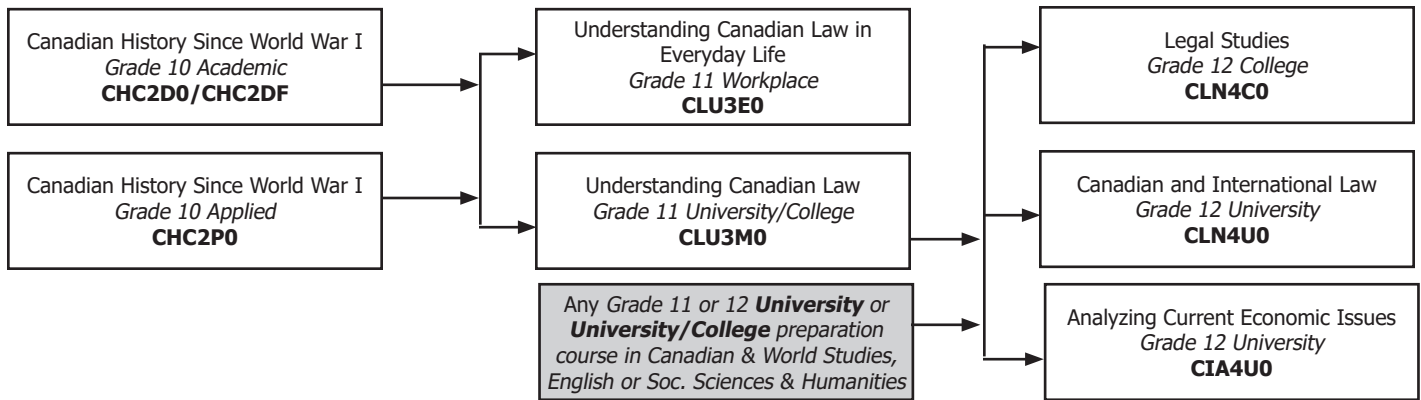 Canadian History Since World War I
Grade 10 Academic
CHC2D0/CHC2DF
Canadian History Since World War I
Grade 10 Applied
CHC2P0
Understanding Canadian Law in
Everyday Life
Grade 11 Workplace
CLU3E0
Understanding Canadian Law
Grade 11 University/College
CLU3M0
Any Grade 11 or 12 University or
University/College preparation
course in Canadian & World Studies,
English or Soc. Sciences & Humanities
Legal Studies
Grade 12 College
CLN4C0
Canadian and International Law
Grade 12 University
CLN4U0
Analyzing Current Economic Issues
Grade 12 University
CIA4U0